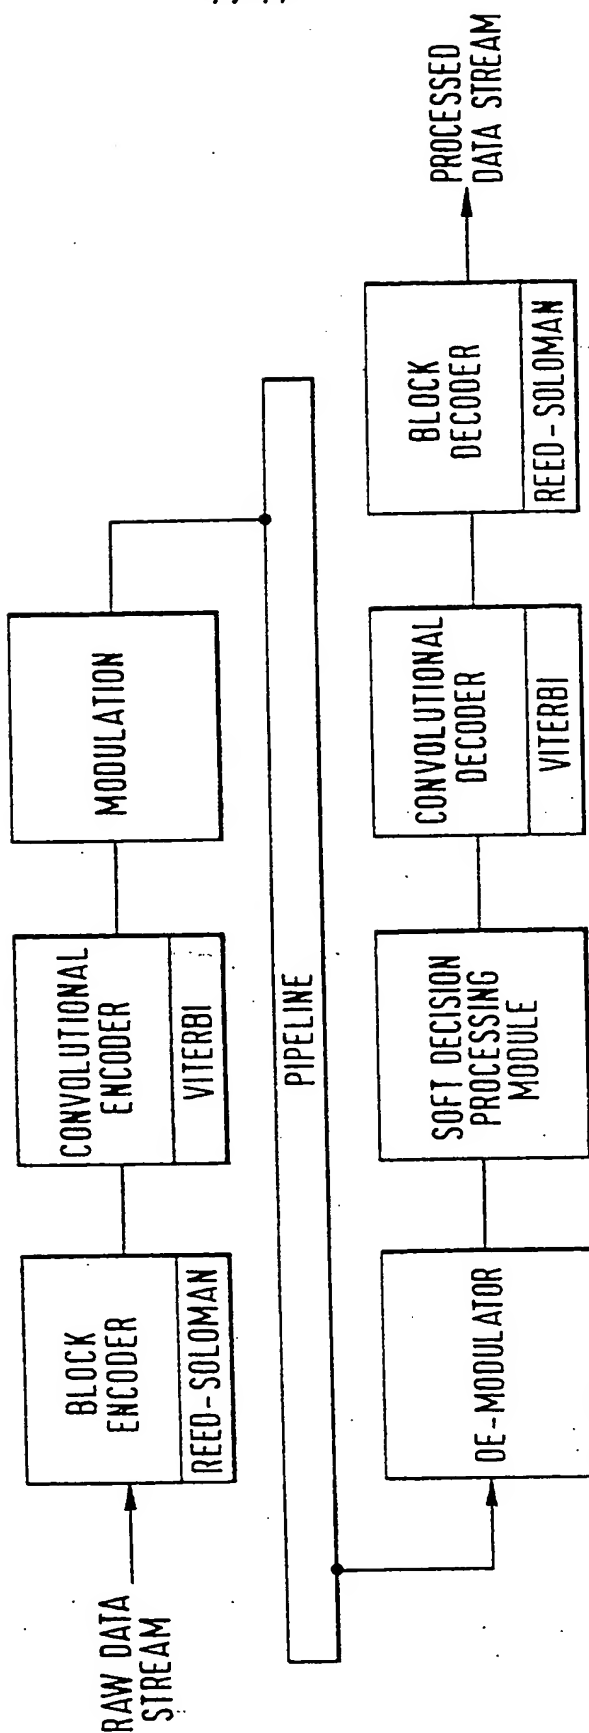 RAW DATA
STREAM
BLOCK
ENCODER
REED-SOLOMAN
CONVOLUTIONAL
ENCODER
VITERBI
MODULATION
PIPELINE
DE-MODULATOR
SOFT DECISION
PROCESSING
MODULE
CONVOLUTIONAL
DECODER
VITERBI
BLOCK
DECODER
REED-SOLOMAN
PROCESSED
DATA STREAM